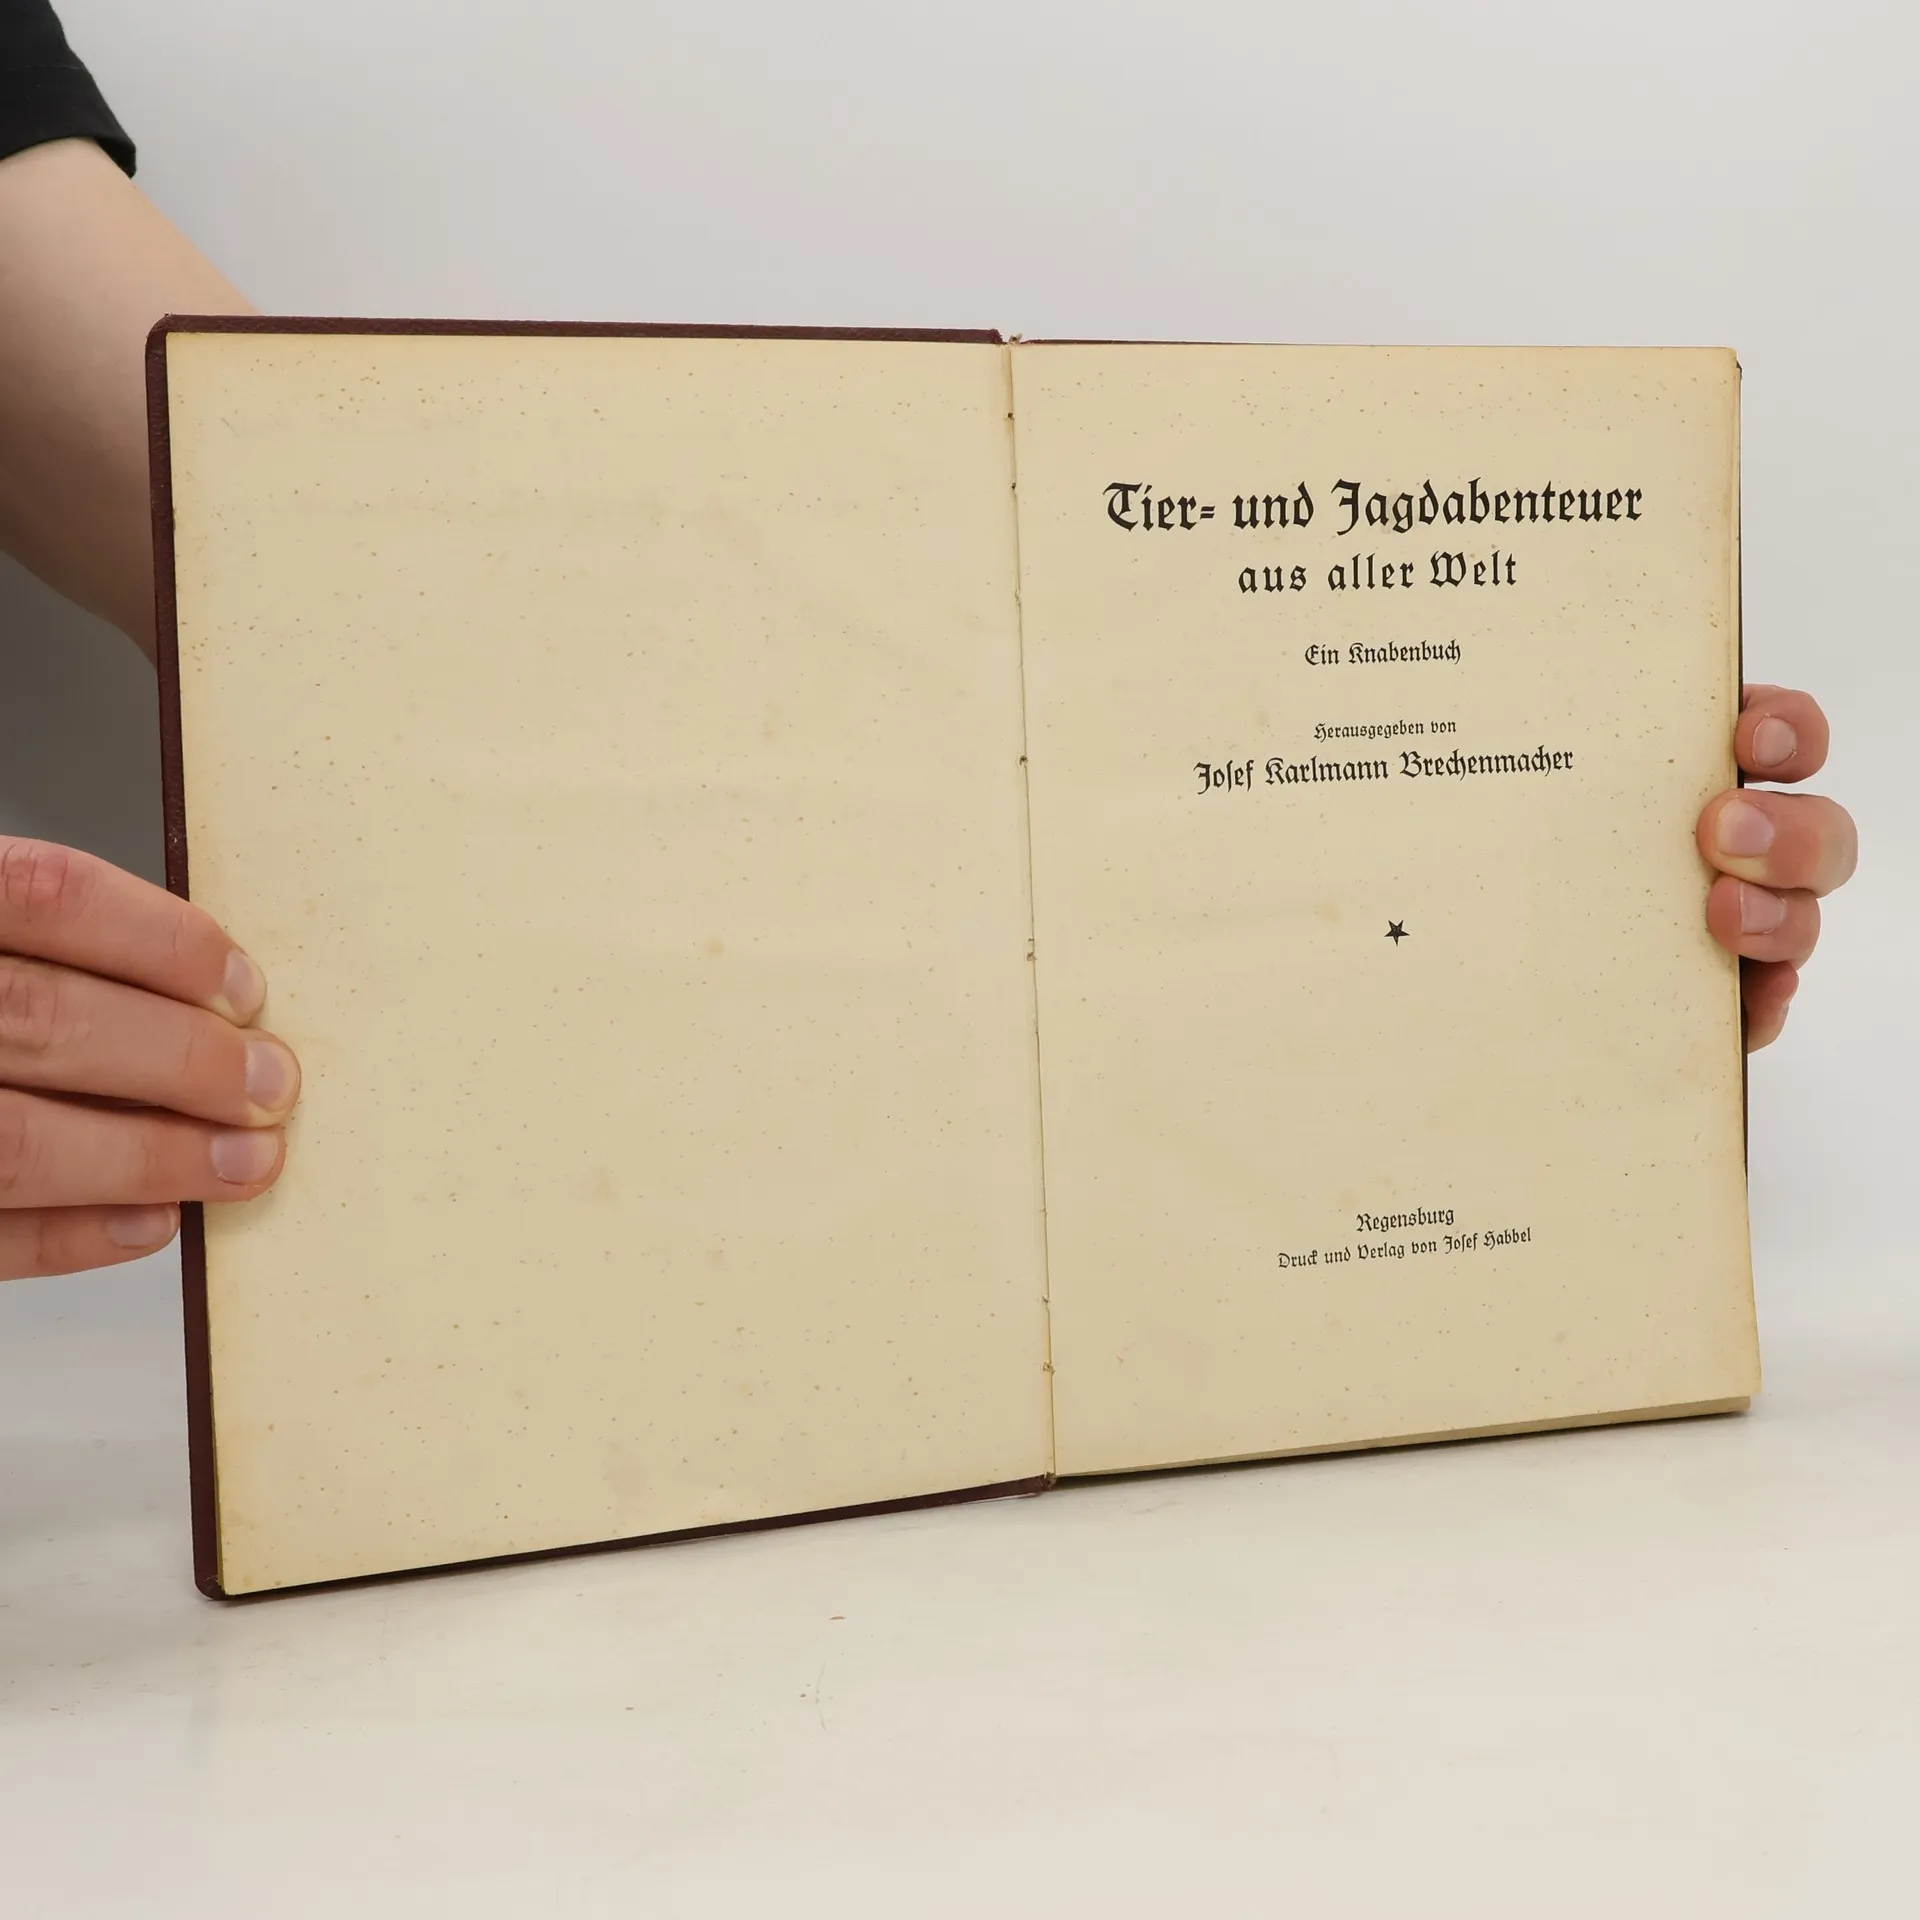 Tier- und Jagdabenteuer
aus aller Welt
Ein Knabenbuch
Herausgegeben von
Josef Karlmann Brechenmacher
Regensburg
Druck und Verlag von Josef Habbel